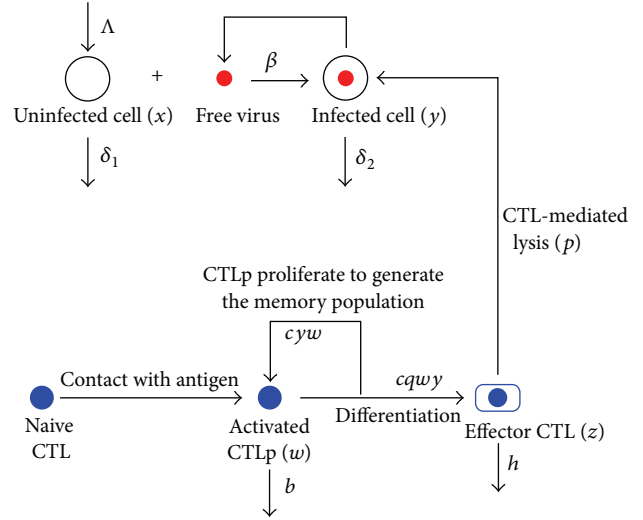 Λ
β
+
Uninfected cell (x)
Free virus
Infected cell (y)
δ1
δ2
CTL-mediated
lysis (p)
CTLp proliferate to generate
the memory population
cyw
Contact with antigen
cqwy
Differentiation
Naive
CTL
Activated
CTLp (w)
Effector CTL (z)
b
h